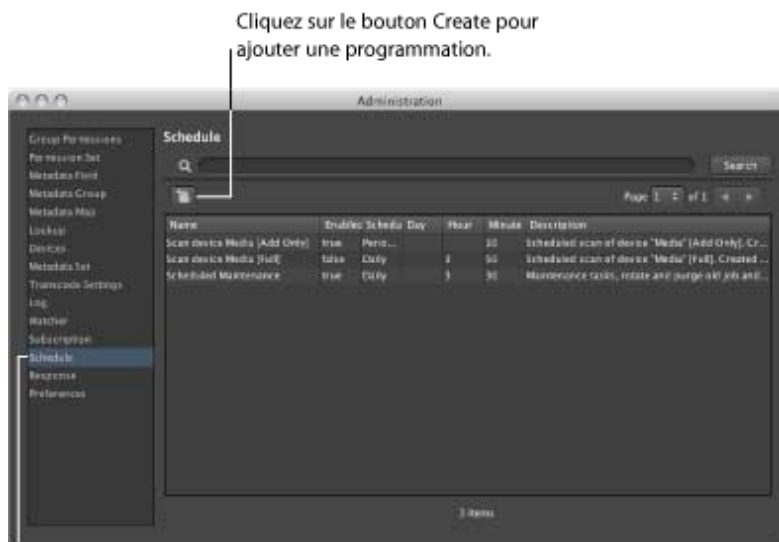 Cliquez sur le bouton Create pour
ajouter une programmation.
Administration
Group Permissions
Permission Set
Metadata Field
Metadata Group
Metadata Map
Lookup
Devices
Metadata Set
Transcode Settings
Log
Watcher
Subscription
Schedule
Response
Preferences
Schedule
Search
Page 1 of 1
Name Enabled Schedu Day Hour Minute Description
Scan device Media [Add Only] true Perio... 10 Scheduled scan of device "Media" [Add Only]. Cr...
Scan device Media [Full] false Daily Scheduled scan of device "Media" [Full]. Created ...
Scheduled Maintenance true Daily 3 30 Maintenance tasks, rotate and purge old job and...
3 items